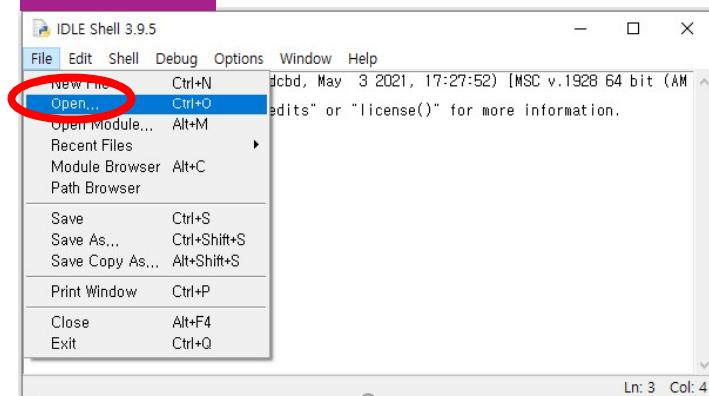 IDLE Shell 3.9.5
File Edit Shell Debug Options Window Help
New File Ctrl+N
dcbd, May 3 2021, 17:27:52) [MSC v.1928 64 bit (AM
Open... Ctrl+O
edits" or "license()" for more information.
Open Module... Alt+M
Recent Files
Module Browser Alt+C
Path Browser
Save Ctrl+S
Save As... Ctrl+Shift+S
Save Copy As... Alt+Shift+S
Print Window Ctrl+P
Close Alt+F4
Exit Ctrl+Q
Ln: 3 Col: 4